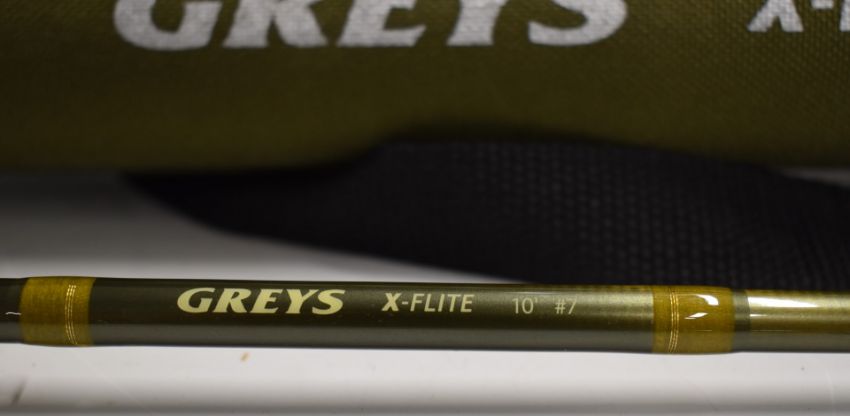 GREYS X-
GREYS X-FLITE 10' #7